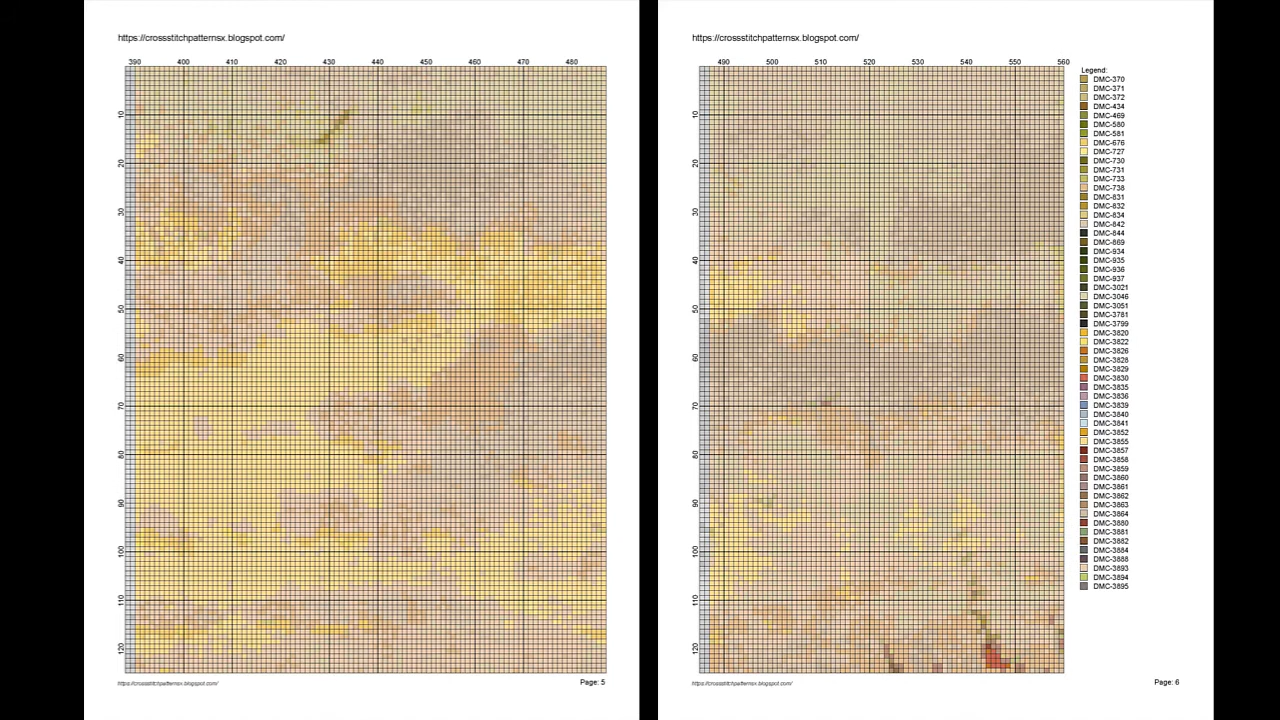 https://crossstitchpatternsx.blogspot.com/
390 400 410 420 430 440 450 460 470 480
10
20
30
40
50
60
70
80
90
100
110
120
https://crossstitchpatternsx.blogspot.com/
Page: 5
https://crossstitchpatternsx.blogspot.com/
490 500 510 520 530 540 550 560
10
20
30
40
50
60
70
80
90
100
110
120
Legend:
DMC-370
DMC-371
DMC-372
DMC-434
DMC-469
DMC-580
DMC-581
DMC-676
DMC-727
DMC-730
DMC-731
DMC-733
DMC-738
DMC-831
DMC-832
DMC-834
DMC-842
DMC-844
DMC-869
DMC-934
DMC-935
DMC-936
DMC-937
DMC-3021
DMC-3046
DMC-3051
DMC-3781
DMC-3799
DMC-3820
DMC-3822
DMC-3826
DMC-3828
DMC-3829
DMC-3830
DMC-3835
DMC-3836
DMC-3839
DMC-3840
DMC-3841
DMC-3852
DMC-3855
DMC-3857
DMC-3858
DMC-3859
DMC-3860
DMC-3861
DMC-3862
DMC-3863
DMC-3864
DMC-3880
DMC-3881
DMC-3882
DMC-3884
DMC-3888
DMC-3893
DMC-3894
DMC-3895
https://crossstitchpatternsx.blogspot.com/
Page: 6